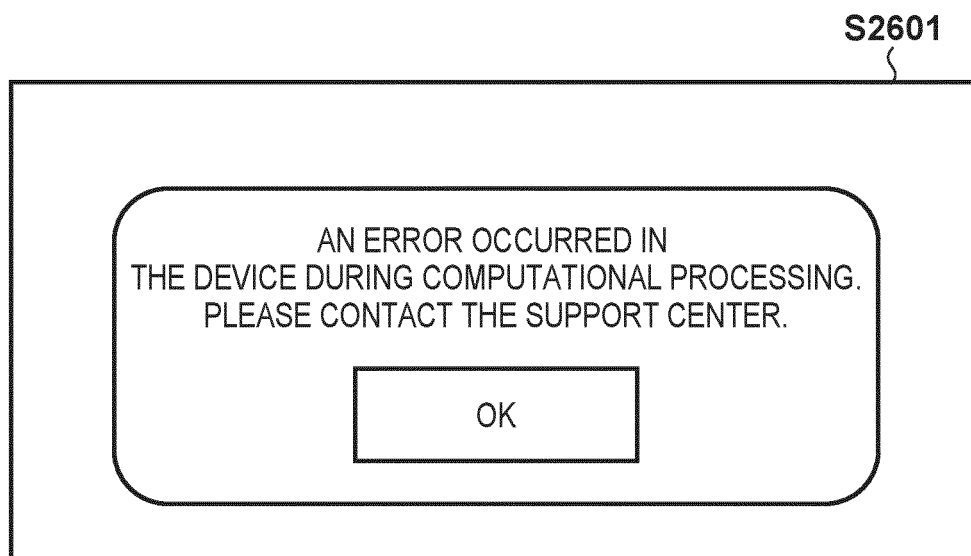 S2601
AN ERROR OCCURRED IN
THE DEVICE DURING COMPUTATIONAL PROCESSING.
PLEASE CONTACT THE SUPPORT CENTER.
OK